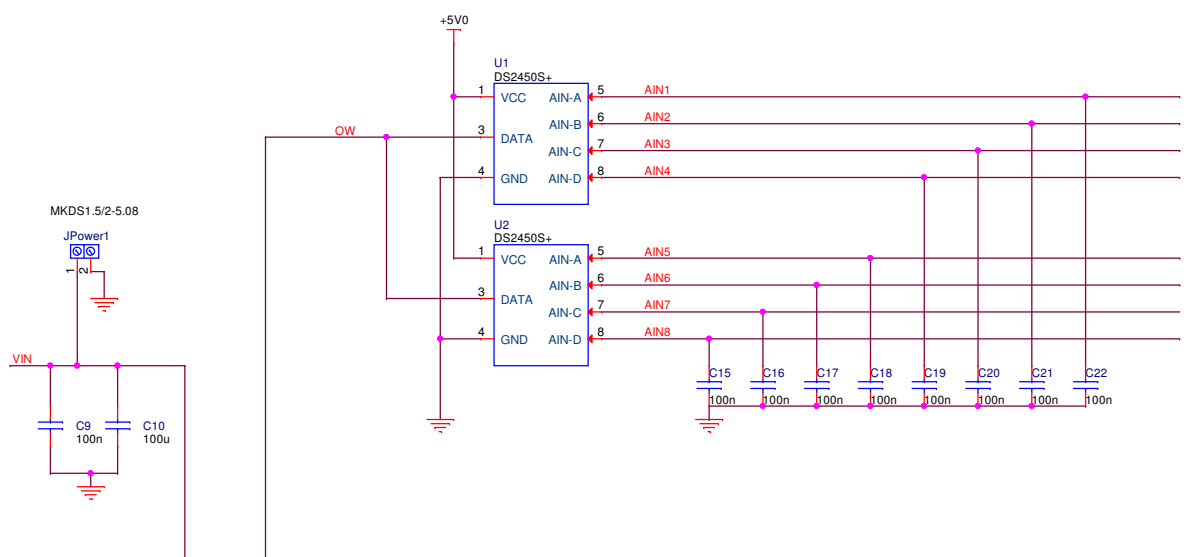 +5V0
U1
DS2450S+
1 VCC AIN-A 5 AIN1
AIN-B 6 AIN2
OW 3 DATA
AIN-C 7 AIN3
4 GND AIN-D 8 AIN4
MKDS1.5/2-5.08
JPower1
1 2
U2
DS2450S+
1 VCC AIN-A 5 AIN5
AIN-B 6 AIN6
3 DATA
AIN-C 7 AIN7
4 GND AIN-D 8 AIN8
VIN
C15 C16 C17 C18 C19 C20 C21 C22
100n 100n 100n 100n 100n 100n 100n 100n
C9 C10
100n 100u